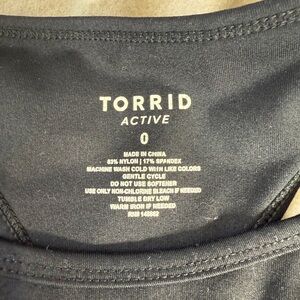 TORRID
ACTIVE
0
MADE IN CHINA
83% NYLON | 17% SPANDEX
MACHINE WASH COLD WITH LIKE COLORS
GENTLE CYCLE
DO NOT USE SOFTENER
USE ONLY NON-CHLORINE BLEACH IF NEEDED
TUMBLE DRY LOW
WARM IRON IF NEEDED
RN#